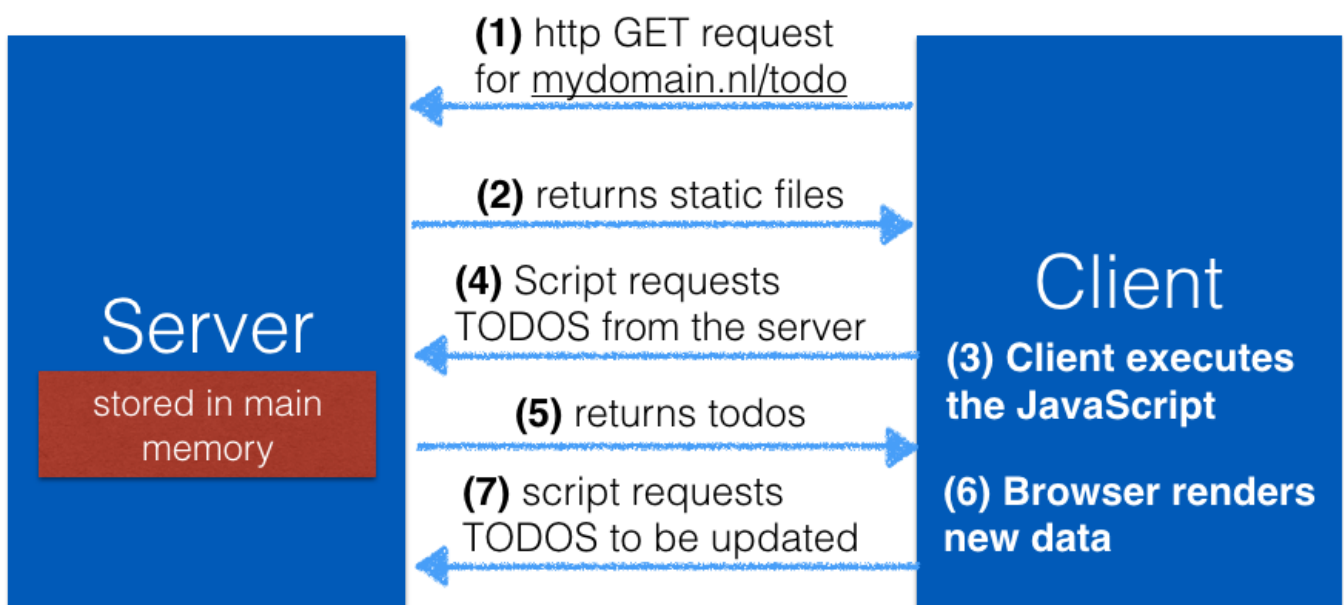 (1) http GET request
for mydomain.nl/todo
(2) returns static files
(4) Script requests
TODOS from the server
(5) returns todos
(7) script requests
TODOS to be updated
Server
stored in main
memory
Client
(3) Client executes
the JavaScript
(6) Browser renders
new data